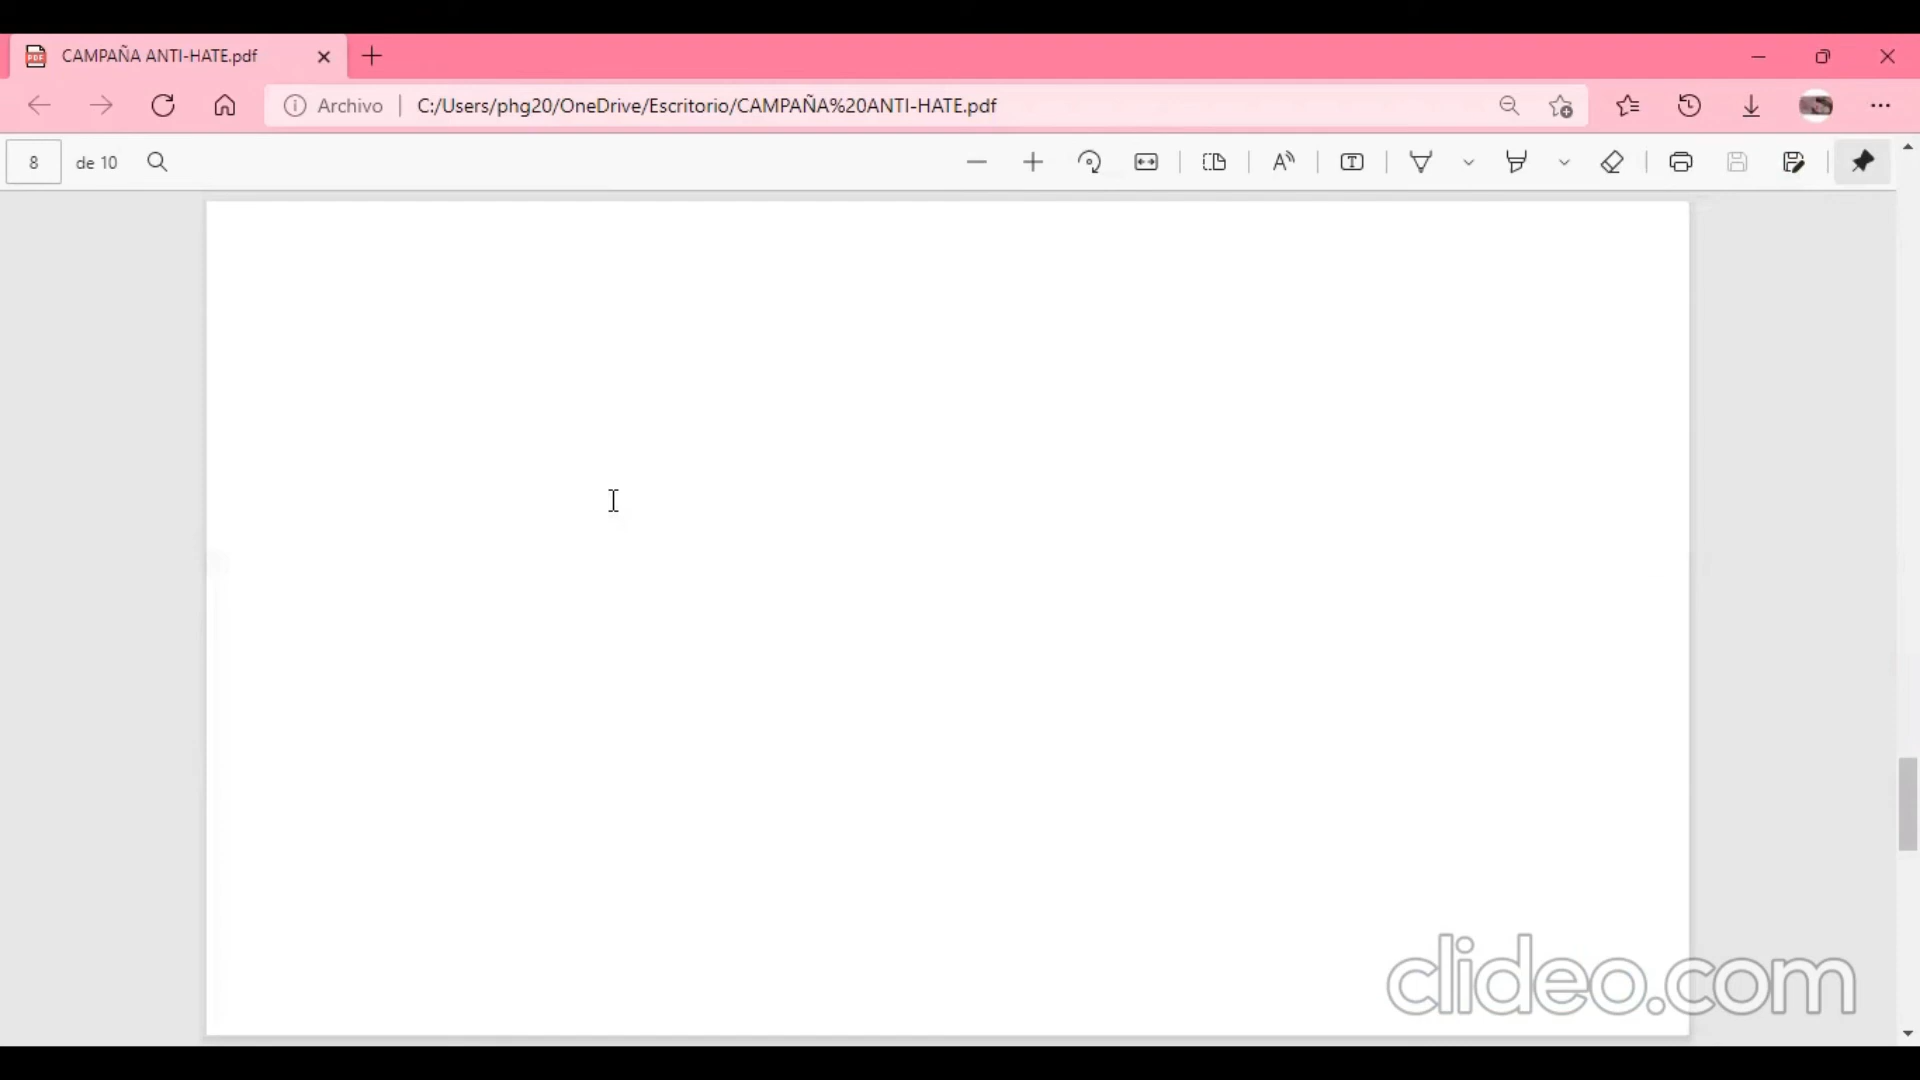 CAMPAÑA ANTI-HATE.pdf
Archivo | C:/Users/phg20/OneDrive/Escritorio/CAMPAÑA%20ANTI-HATE.pdf
8 de 10
clideo.com